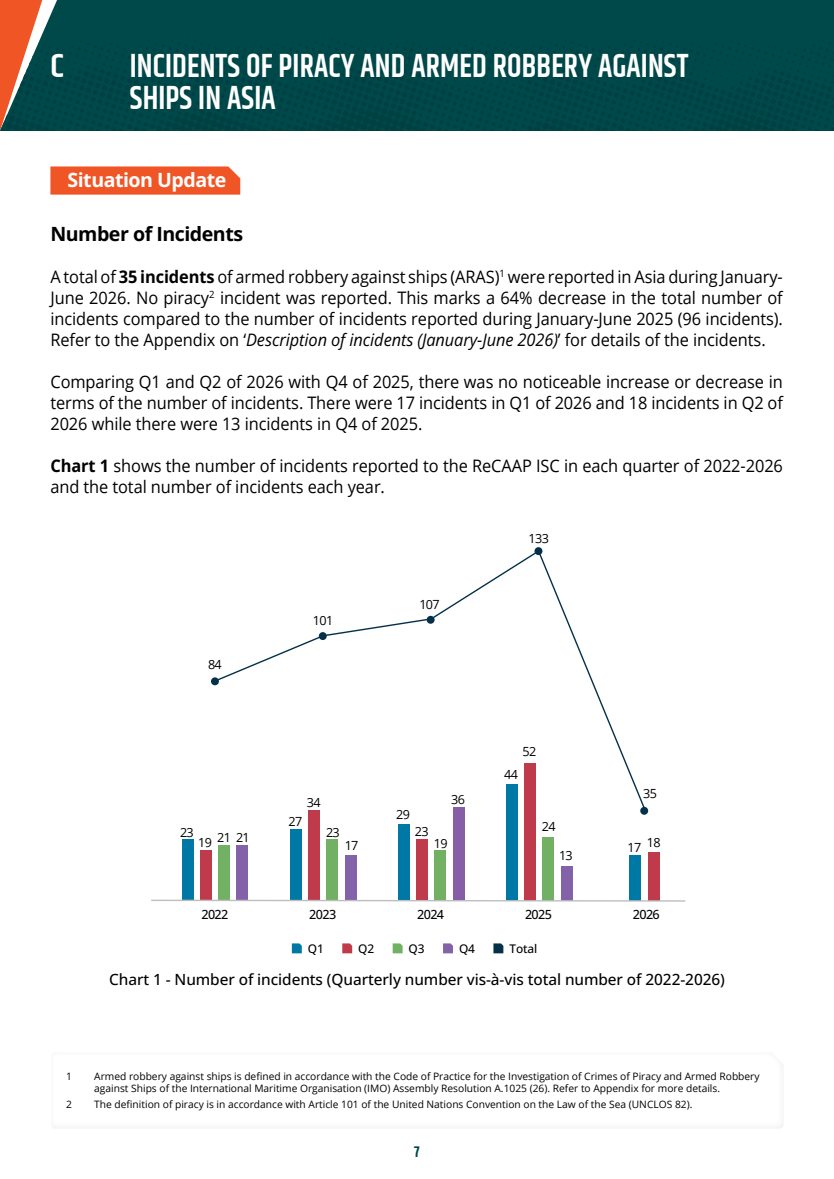 C
INCIDENTS OF PIRACY AND ARMED ROBBERY AGAINST
SHIPS IN ASIA
Situation Update
Number of Incidents
A total of 35 incidents of armed robbery against ships (ARAS)1 were reported in Asia during January-
June 2026. No piracy2 incident was reported. This marks a 64% decrease in the total number of
incidents compared to the number of incidents reported during January-June 2025 (96 incidents).
Refer to the Appendix on ‘Description of incidents (January-June 2026)’ for details of the incidents.
Comparing Q1 and Q2 of 2026 with Q4 of 2025, there was no noticeable increase or decrease in
terms of the number of incidents. There were 17 incidents in Q1 of 2026 and 18 incidents in Q2 of
2026 while there were 13 incidents in Q4 of 2025.
Chart 1 shows the number of incidents reported to the ReCAAP ISC in each quarter of 2022-2026
and the total number of incidents each year.
133
107
101
84
35
23 19 21 21
27 34 23 17
29 23 19 36
44 52 24 13
17 18
2022 2023 2024 2025 2026
Q1 Q2 Q3 Q4 Total
Chart 1 - Number of incidents (Quarterly number vis-à-vis total number of 2022-2026)
1 Armed robbery against ships is defined in accordance with the Code of Practice for the Investigation of Crimes of Piracy and Armed Robbery
against Ships of the International Maritime Organisation (IMO) Assembly Resolution A.1025 (26). Refer to Appendix for more details.
2 The definition of piracy is in accordance with Article 101 of the United Nations Convention on the Law of the Sea (UNCLOS 82).
7